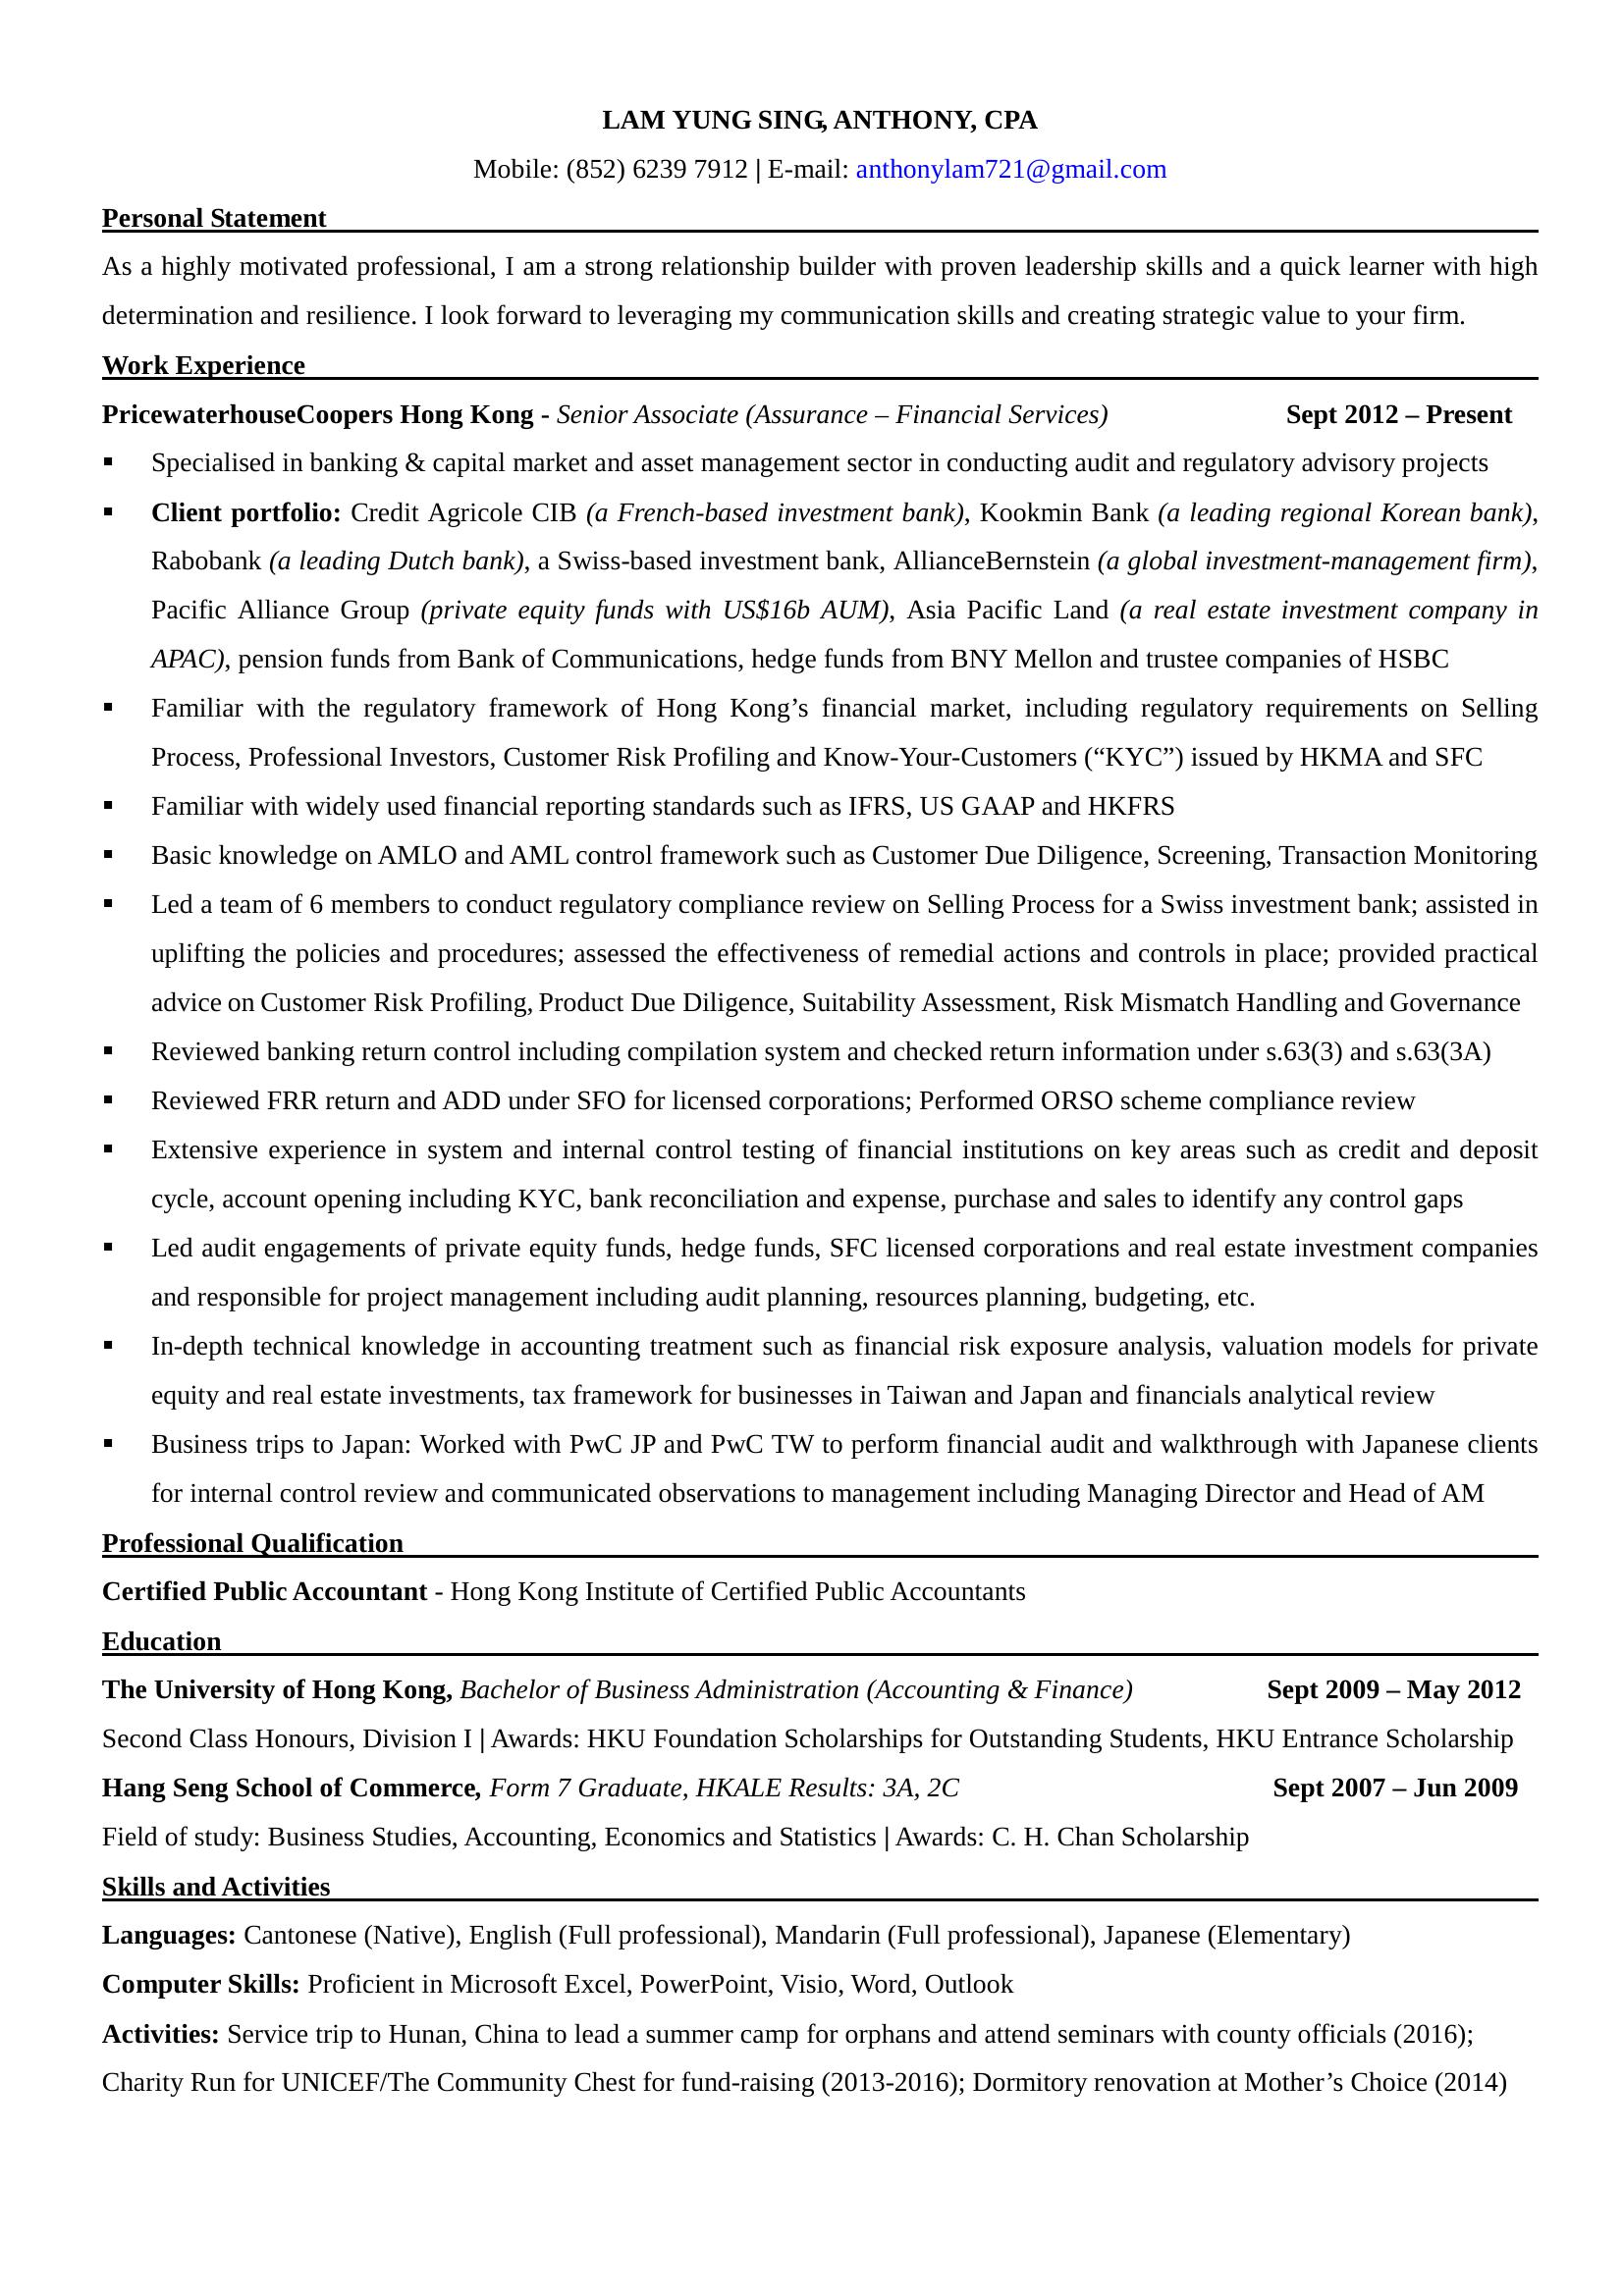 LAM YUNG SING, ANTHONY, CPA
Mobile: (852) 6239 7912 | E-mail: anthonylam721@gmail.com
Personal Statement
As a highly motivated professional, I am a strong relationship builder with proven leadership skills and a quick learner with high
determination and resilience. I look forward to leveraging my communication skills and creating strategic value to your firm.
Work Experience
PricewaterhouseCoopers Hong Kong - Senior Associate (Assurance – Financial Services) Sept 2012 – Present
▪ Specialised in banking & capital market and asset management sector in conducting audit and regulatory advisory projects
▪ Client portfolio: Credit Agricole CIB (a French-based investment bank), Kookmin Bank (a leading regional Korean bank),
Rabobank (a leading Dutch bank), a Swiss-based investment bank, AllianceBernstein (a global investment-management firm),
Pacific Alliance Group (private equity funds with US$16b AUM), Asia Pacific Land (a real estate investment company in
APAC), pension funds from Bank of Communications, hedge funds from BNY Mellon and trustee companies of HSBC
▪ Familiar with the regulatory framework of Hong Kong’s financial market, including regulatory requirements on Selling
Process, Professional Investors, Customer Risk Profiling and Know-Your-Customers (“KYC”) issued by HKMA and SFC
▪ Familiar with widely used financial reporting standards such as IFRS, US GAAP and HKFRS
▪ Basic knowledge on AMLO and AML control framework such as Customer Due Diligence, Screening, Transaction Monitoring
▪ Led a team of 6 members to conduct regulatory compliance review on Selling Process for a Swiss investment bank; assisted in
uplifting the policies and procedures; assessed the effectiveness of remedial actions and controls in place; provided practical
advice on Customer Risk Profiling, Product Due Diligence, Suitability Assessment, Risk Mismatch Handling and Governance
▪ Reviewed banking return control including compilation system and checked return information under s.63(3) and s.63(3A)
▪ Reviewed FRR return and ADD under SFO for licensed corporations; Performed ORSO scheme compliance review
▪ Extensive experience in system and internal control testing of financial institutions on key areas such as credit and deposit
cycle, account opening including KYC, bank reconciliation and expense, purchase and sales to identify any control gaps
▪ Led audit engagements of private equity funds, hedge funds, SFC licensed corporations and real estate investment companies
and responsible for project management including audit planning, resources planning, budgeting, etc.
▪ In-depth technical knowledge in accounting treatment such as financial risk exposure analysis, valuation models for private
equity and real estate investments, tax framework for businesses in Taiwan and Japan and financials analytical review
▪ Business trips to Japan: Worked with PwC JP and PwC TW to perform financial audit and walkthrough with Japanese clients
for internal control review and communicated observations to management including Managing Director and Head of AM
Professional Qualification
Certified Public Accountant - Hong Kong Institute of Certified Public Accountants
Education
The University of Hong Kong, Bachelor of Business Administration (Accounting & Finance) Sept 2009 – May 2012
Second Class Honours, Division I | Awards: HKU Foundation Scholarships for Outstanding Students, HKU Entrance Scholarship
Hang Seng School of Commerce, Form 7 Graduate, HKALE Results: 3A, 2C Sept 2007 – Jun 2009
Field of study: Business Studies, Accounting, Economics and Statistics | Awards: C. H. Chan Scholarship
Skills and Activities
Languages: Cantonese (Native), English (Full professional), Mandarin (Full professional), Japanese (Elementary)
Computer Skills: Proficient in Microsoft Excel, PowerPoint, Visio, Word, Outlook
Activities: Service trip to Hunan, China to lead a summer camp for orphans and attend seminars with county officials (2016);
Charity Run for UNICEF/The Community Chest for fund-raising (2013-2016); Dormitory renovation at Mother’s Choice (2014)